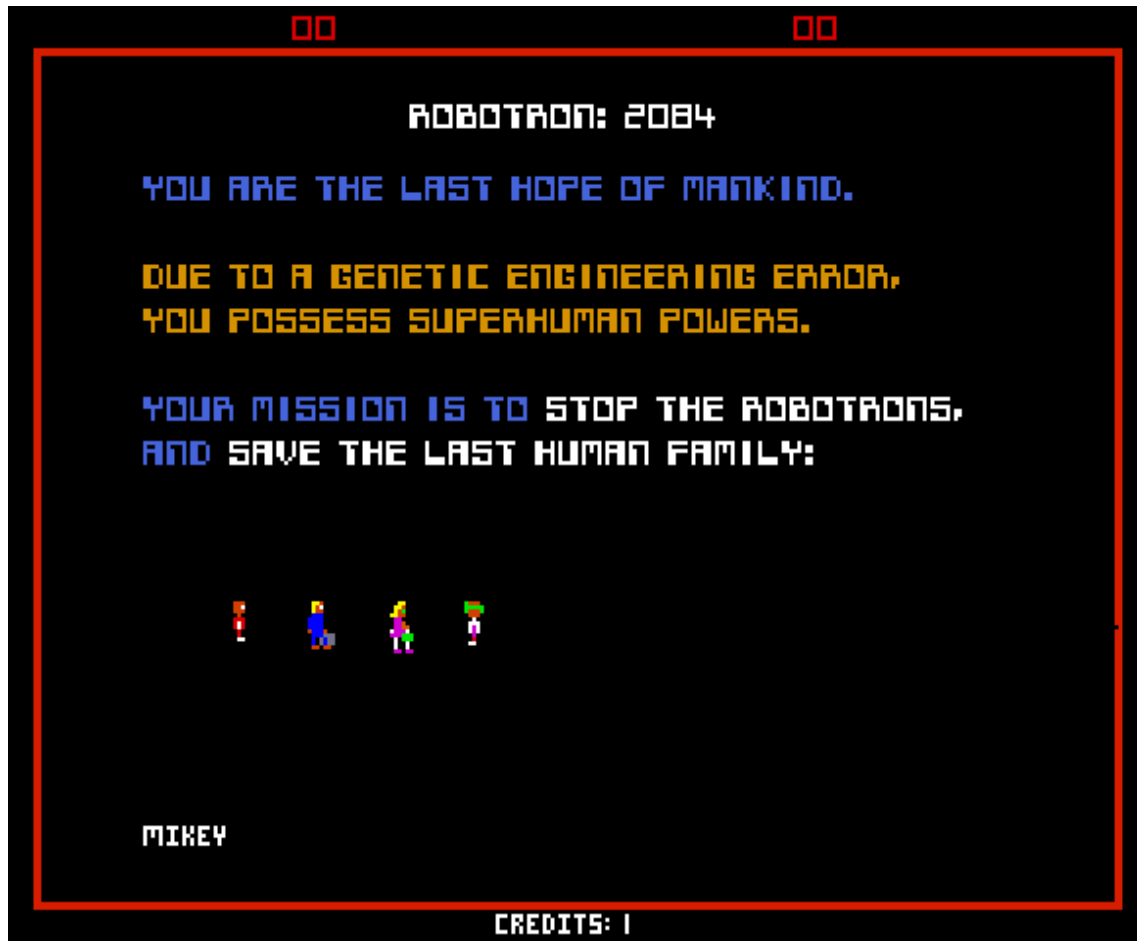 00 00
ROBOTRON: 2084
YOU ARE THE LAST HOPE OF MANKIND.
DUE TO A GENETIC ENGINEERING ERROR,
YOU POSSESS SUPERHUMAN POWERS.
YOUR MISSION IS TO STOP THE ROBOTRONS,
AND SAVE THE LAST HUMAN FAMILY:
MIKEY
CREDITS: 1